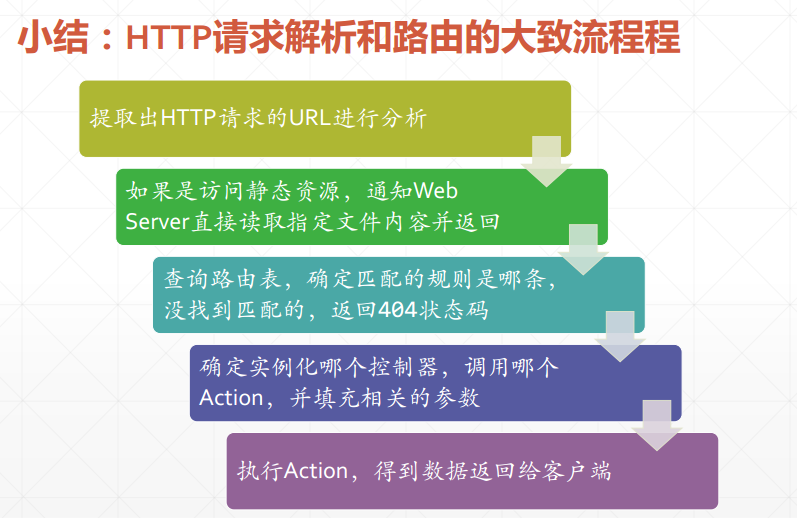 小结：HTTP请求解析和路由的大致流程程
提取出HTTP请求的URL进行分析
如果是访问静态资源，通知Web
Server直接读取指定文件内容并返回
查询路由表，确定匹配的规则是哪条，
没找到匹配的，返回404状态码
确定实例化哪个控制器，调用哪个
Action，并填充相关的参数
执行Action，得到数据返回给客户端